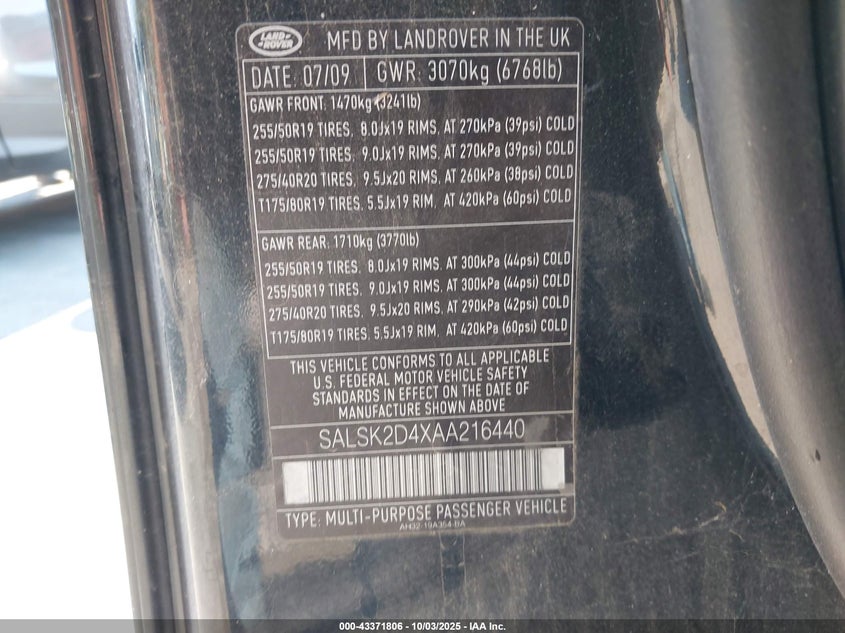 LAND
ROVER
MFD BY LANDROVER IN THE UK
DATE: 07/09 GWR: 3070kg (6768lb)
GAWR FRONT: 1470kg (3241lb)
255/50R19 TIRES, 8.0Jx19 RIMS, AT 270kPa (39psi) COLD
255/50R19 TIRES, 9.0Jx19 RIMS, AT 270kPa (39psi) COLD
275/40R20 TIRES, 9.5Jx20 RIMS, AT 260kPa (38psi) COLD
T175/80R19 TIRES, 5.5Jx19 RIM, AT 420kPa (60psi) COLD
GAWR REAR: 1710kg (3770lb)
255/50R19 TIRES, 8.0Jx19 RIMS, AT 300kPa (44psi) COLD
255/50R19 TIRES, 9.0Jx19 RIMS, AT 300kPa (44psi) COLD
275/40R20 TIRES, 9.5Jx20 RIMS, AT 290kPa (42psi) COLD
T175/80R19 TIRES, 5.5Jx19 RIM, AT 420kPa (60psi) COLD
THIS VEHICLE CONFORMS TO ALL APPLICABLE
U.S. FEDERAL MOTOR VEHICLE SAFETY
STANDARDS IN EFFECT ON THE DATE OF
MANUFACTURE SHOWN ABOVE
SALSK2D4XAA216440
TYPE: MULTI-PURPOSE PASSENGER VEHICLE
AH32-19A354-BA
000-43371806 - 10/03/2025 - IAA Inc.